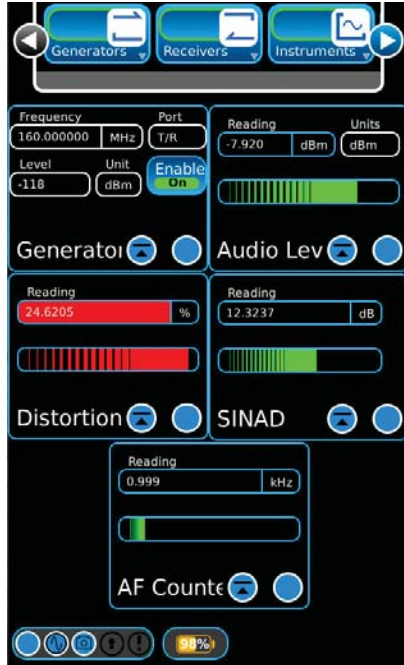 Generators Receivers Instruments
Frequency Port
160.000000 MHz T/R
Level Unit Enable
-118 dBm On
Generator
Reading Units
-7.920 dBm dBm
Audio Lev
Reading
24.6205 %
Distortion
Reading
12.3237 dB
SINAD
Reading
0.999 kHz
AF Counte
98%